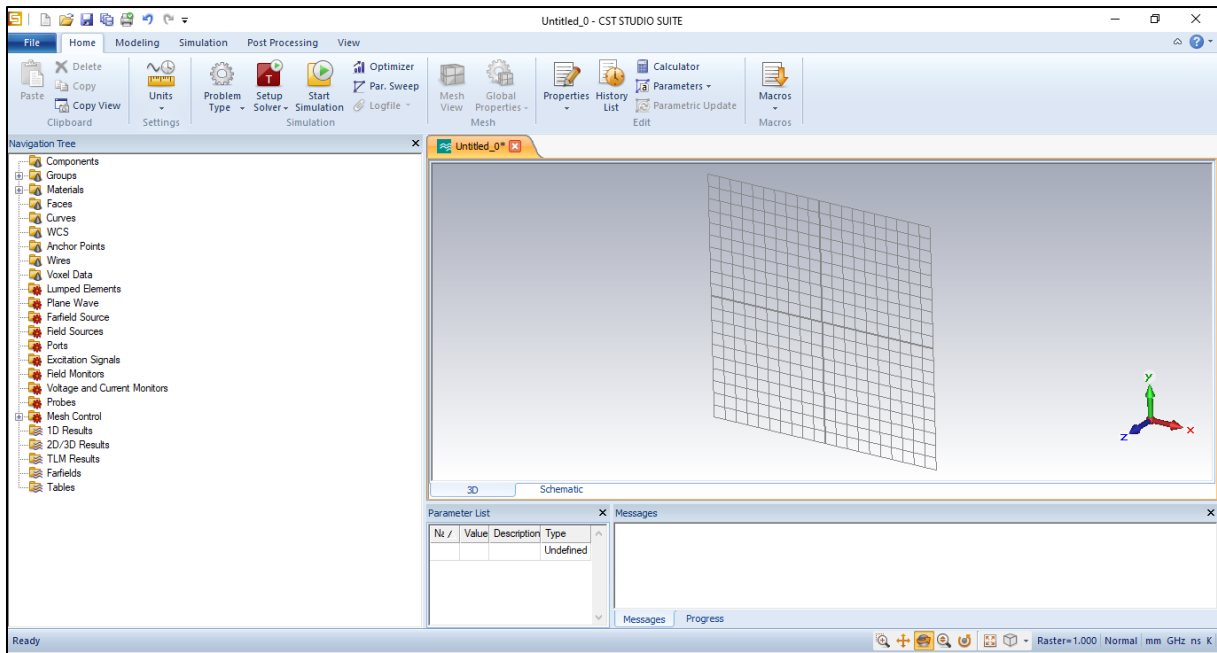 Untitled_0 - CST STUDIO SUITE
File Home Modeling Simulation Post Processing View
Paste
Delete
Copy
Copy View
Clipboard
Units
Settings
Problem Type
Setup Solver
Start Simulation
Optimizer
Par. Sweep
Logfile
Simulation
Mesh View
Global Properties
Mesh
Properties
History List
Calculator
Parameters
Parametric Update
Edit
Macros
Macros
Navigation Tree
Components
Groups
Materials
Faces
Curves
WCS
Anchor Points
Wires
Voxel Data
Lumped Elements
Plane Wave
Farfield Source
Field Sources
Ports
Excitation Signals
Field Monitors
Voltage and Current Monitors
Probes
Mesh Control
1D Results
2D/3D Results
TLM Results
Farfields
Tables
Untitled_0*
y
x
z
3D Schematic
Parameter List
Value Description Type
Undefined
Messages
Messages Progress
Ready
Raster=1.000 Normal mm GHz ns K